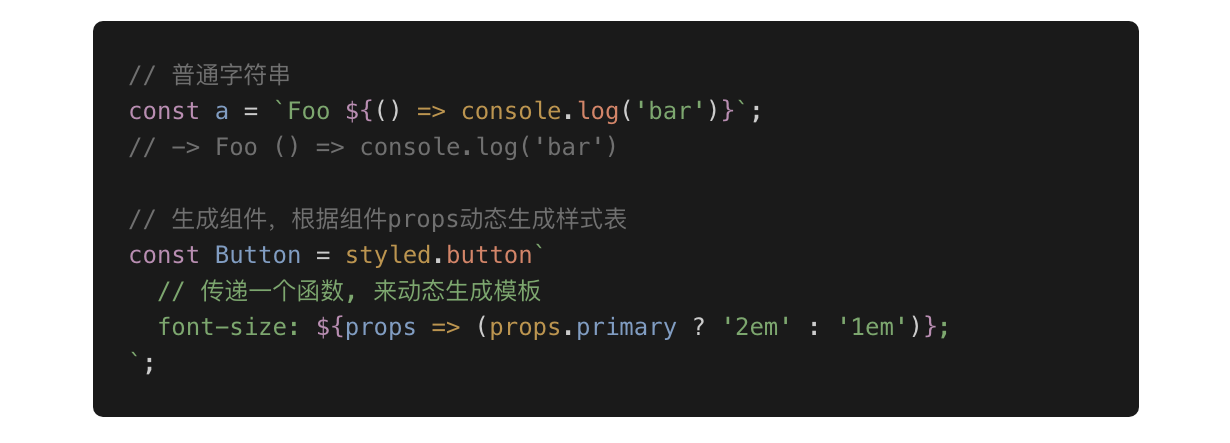 // 普通字符串
const a = `Foo ${() => console.log('bar')}`;
// -> Foo () => console.log('bar')
// 生成组件，根据组件props动态生成样式表
const Button = styled.button`
// 传递一个函数, 来动态生成模板
font-size: ${props => (props.primary ? '2em' : '1em')};
`;